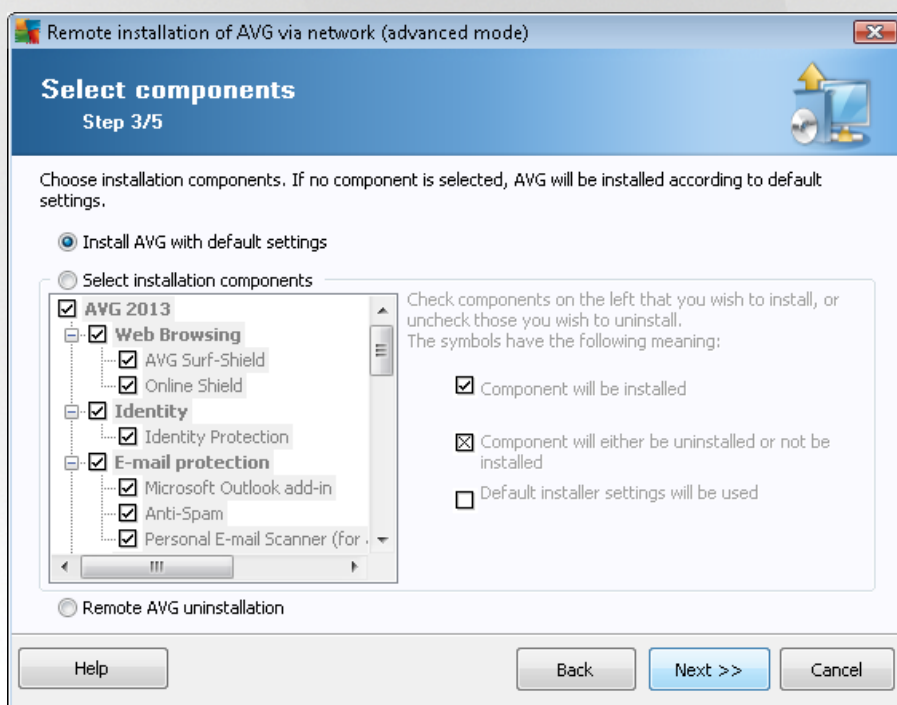 Remote installation of AVG via network (advanced mode)
Select components
Step 3/5
Choose installation components. If no component is selected, AVG will be installed according to default
settings.
Install AVG with default settings
Select installation components
AVG 2013
Web Browsing
AVG Surf-Shield
Online Shield
Identity
Identity Protection
E-mail protection
Microsoft Outlook add-in
Anti-Spam
Personal E-mail Scanner (for
Check components on the left that you wish to install, or
uncheck those you wish to uninstall.
The symbols have the following meaning:
Component will be installed
Component will either be uninstalled or not be
installed
Default installer settings will be used
Remote AVG uninstallation
Help
Back
Next >>
Cancel